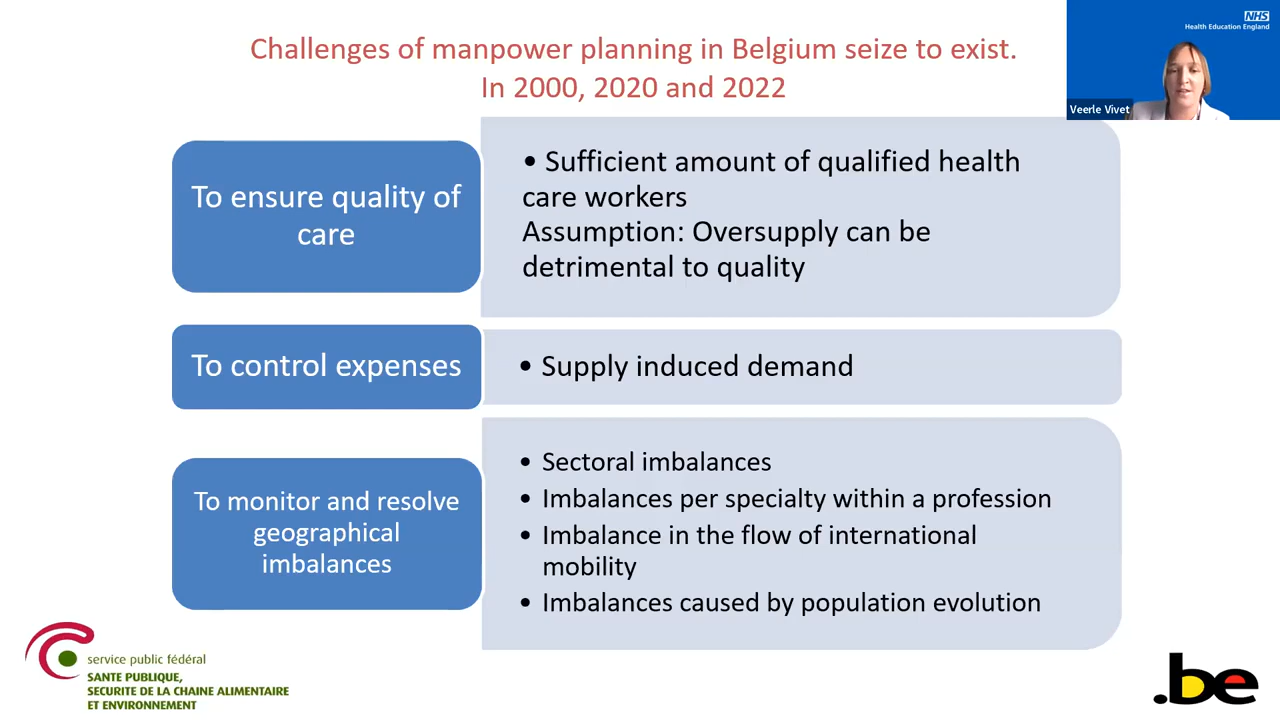 Challenges of manpower planning in Belgium seize to exist.
In 2000, 2020 and 2022
NHS
Health Education England
Veerle Vivet
To ensure quality of
care
• Sufficient amount of qualified health
care workers
Assumption: Oversupply can be
detrimental to quality
To control expenses
• Supply induced demand
To monitor and resolve
geographical
imbalances
• Sectoral imbalances
• Imbalances per specialty within a profession
• Imbalance in the flow of international
mobility
• Imbalances caused by population evolution
service public fédéral
SANTE PUBLIQUE,
SECURITE DE LA CHAINE ALIMENTAIRE
ET ENVIRONNEMENT
.be